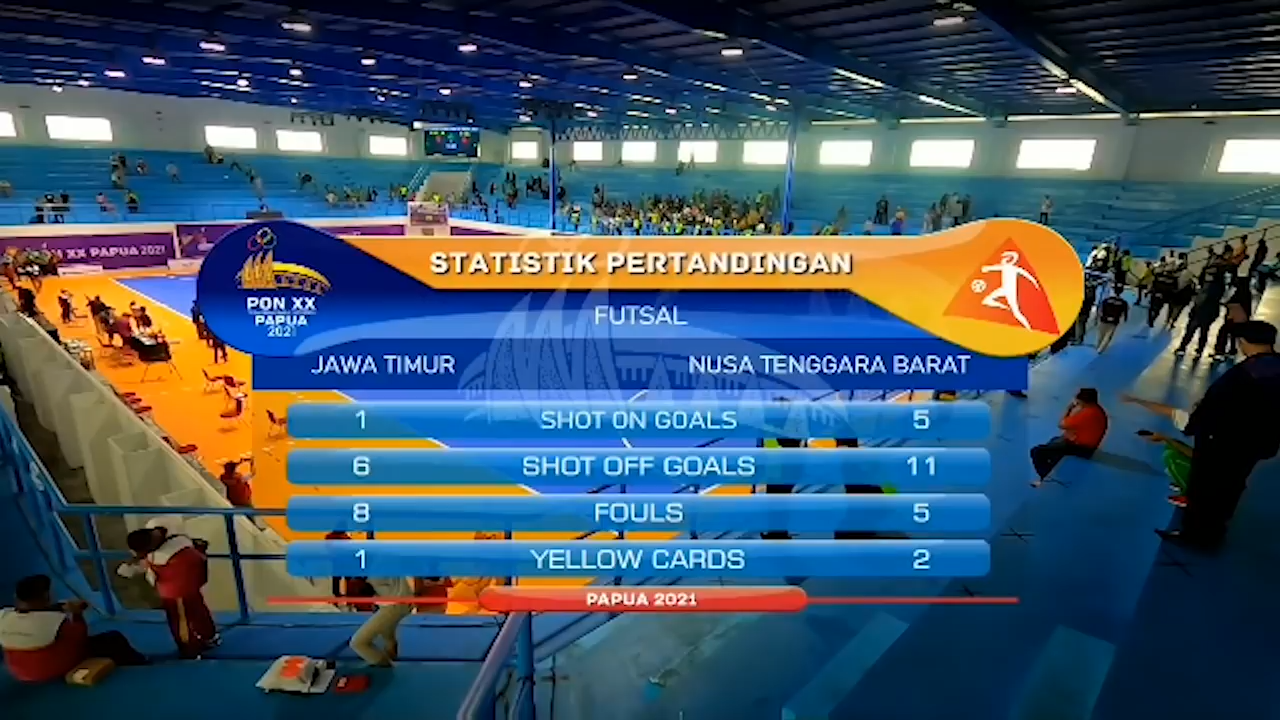 PON XX PAPUA 2021
STATISTIK PERTANDINGAN
PON XX
PAPUA
2021
FUTSAL
JAWA TIMUR NUSA TENGGARA BARAT
1 SHOT ON GOALS 5
6 SHOT OFF GOALS 11
8 FOULS 5
1 YELLOW CARDS 2
PAPUA 2021